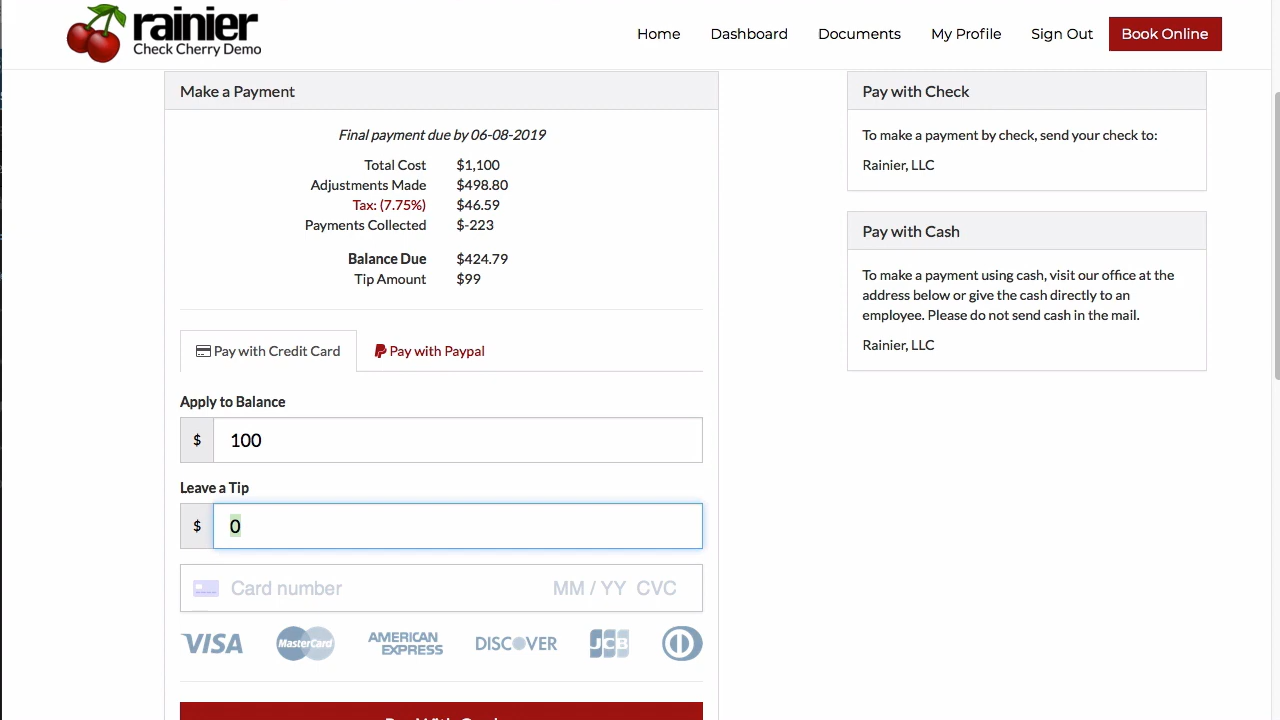 rainier
Check Cherry Demo
Home Dashboard Documents My Profile Sign Out Book Online
Make a Payment
Final payment due by 06-08-2019
Total Cost $1,100
Adjustments Made $498.80
Tax: (7.75%) $46.59
Payments Collected $-223
Balance Due $424.79
Tip Amount $99
Pay with Credit Card Pay with Paypal
Apply to Balance
$ 100
Leave a Tip
$ 0
Card number MM / YY CVC
VISA MasterCard AMERICAN EXPRESS DISCOVER JCB
Pay With Card
Pay with Check
To make a payment by check, send your check to:
Rainier, LLC
Pay with Cash
To make a payment using cash, visit our office at the
address below or give the cash directly to an
employee. Please do not send cash in the mail.
Rainier, LLC